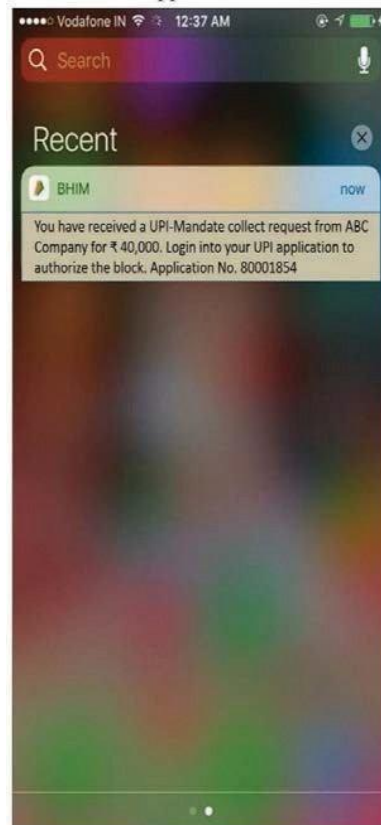 ●●●●○ Vodafone IN 12:37 AM
Search
Recent
BHIM now
You have received a UPI-Mandate collect request from ABC
Company for ₹ 40,000. Login into your UPI application to
authorize the block. Application No. 80001854